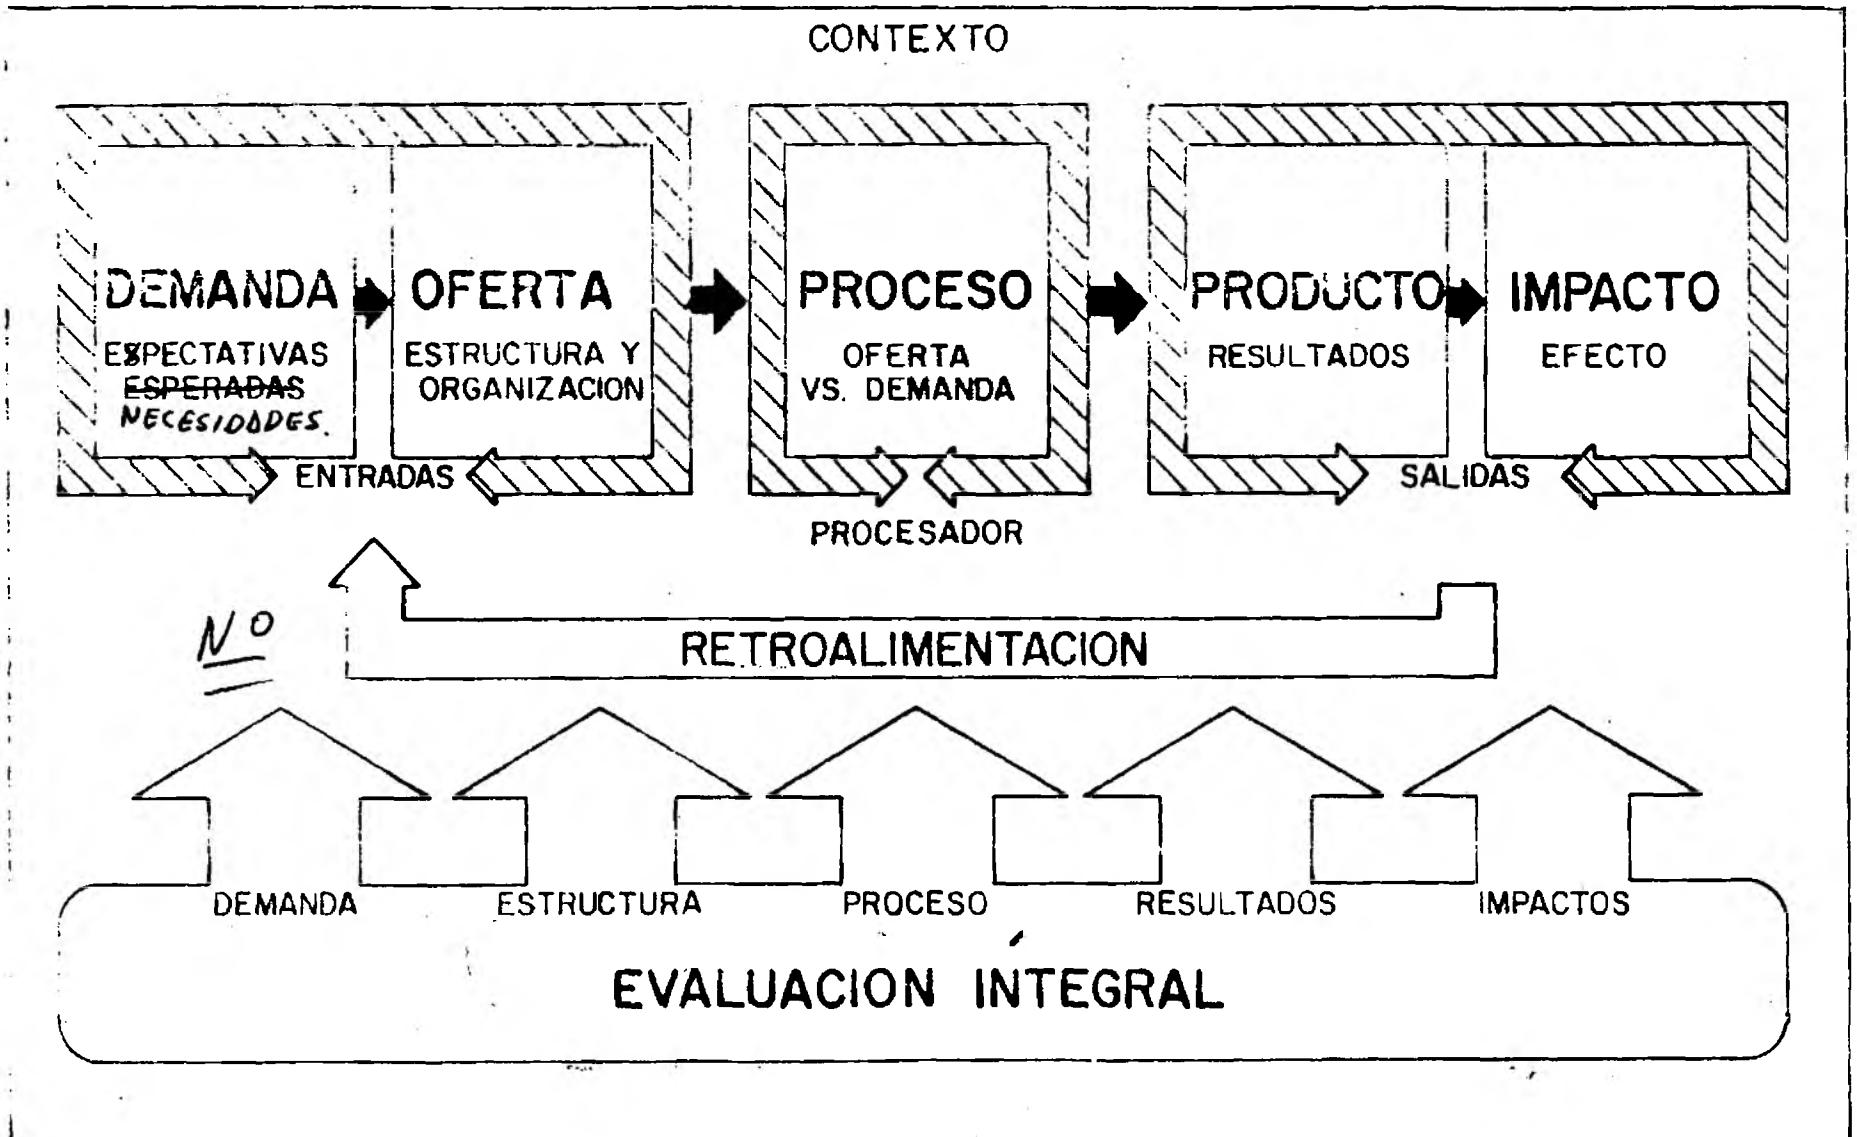 CONTEXTO
DEMANDA
EXPECTATIVAS
ESPERADAS
NECESIDADES.
OFERTA
ESTRUCTURA Y
ORGANIZACION
ENTRADAS
PROCESO
OFERTA
VS. DEMANDA
PROCESADOR
PRODUCTO
RESULTADOS
IMPACTO
EFECTO
SALIDAS
NO
RETROALIMENTACION
DEMANDA
ESTRUCTURA
PROCESO
RESULTADOS
IMPACTOS
EVALUACION INTEGRAL